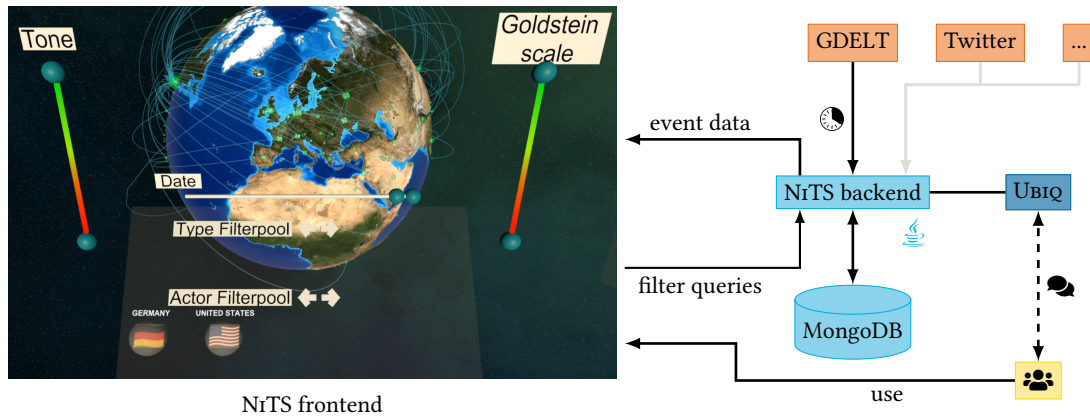 Tone
Goldstein
scale
Date
Type Filterpool
Actor Filterpool
GERMANY
UNITED STATES
NITS frontend
GDELT
Twitter
...
event data
NITS backend
UBIQ
filter queries
MongoDB
use